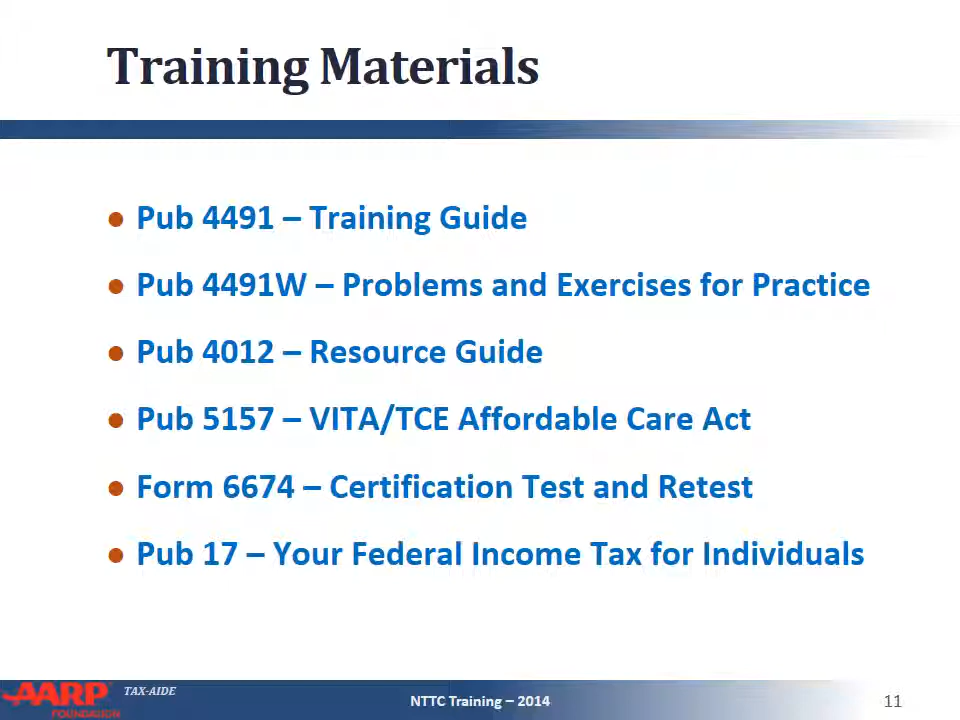 Training Materials
Pub 4491 – Training Guide
Pub 4491W – Problems and Exercises for Practice
Pub 4012 – Resource Guide
Pub 5157 – VITA/TCE Affordable Care Act
Form 6674 – Certification Test and Retest
Pub 17 – Your Federal Income Tax for Individuals
AARP TAX-AIDE
FOUNDATION
NTTC Training – 2014
11